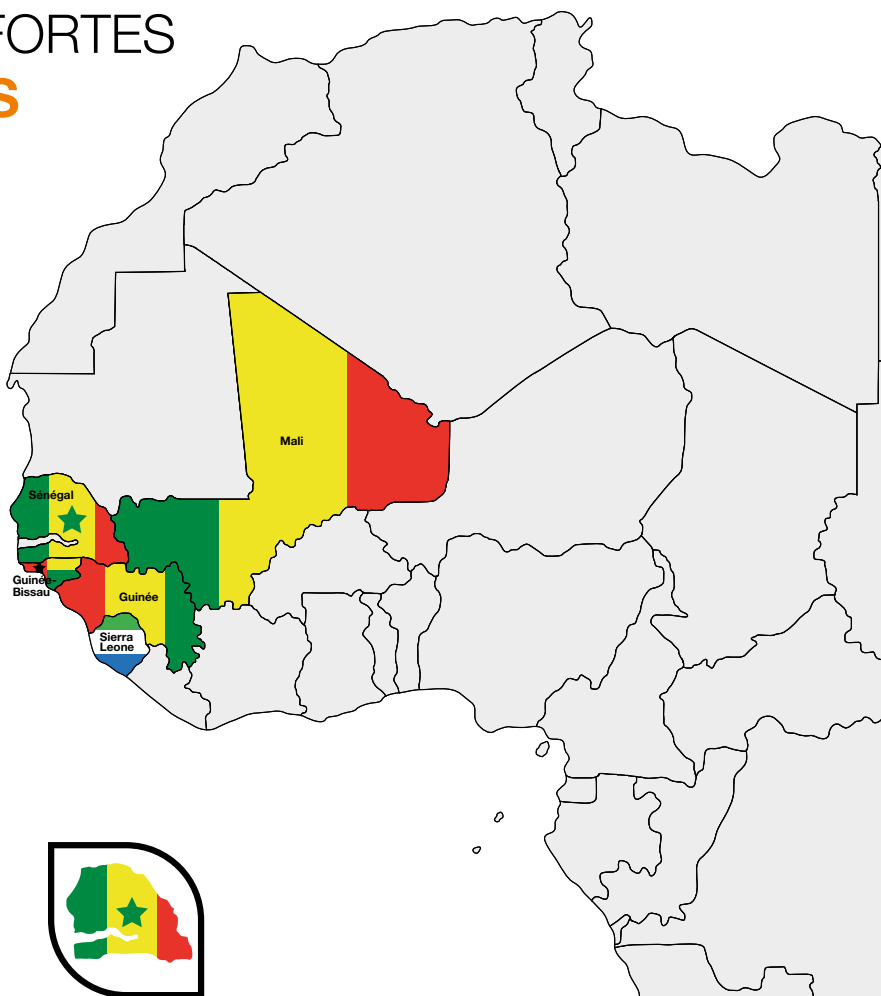 FORTES
S
Mali
Sénégal
Guinée-
Bissau
Guinée
Sierra
Leone